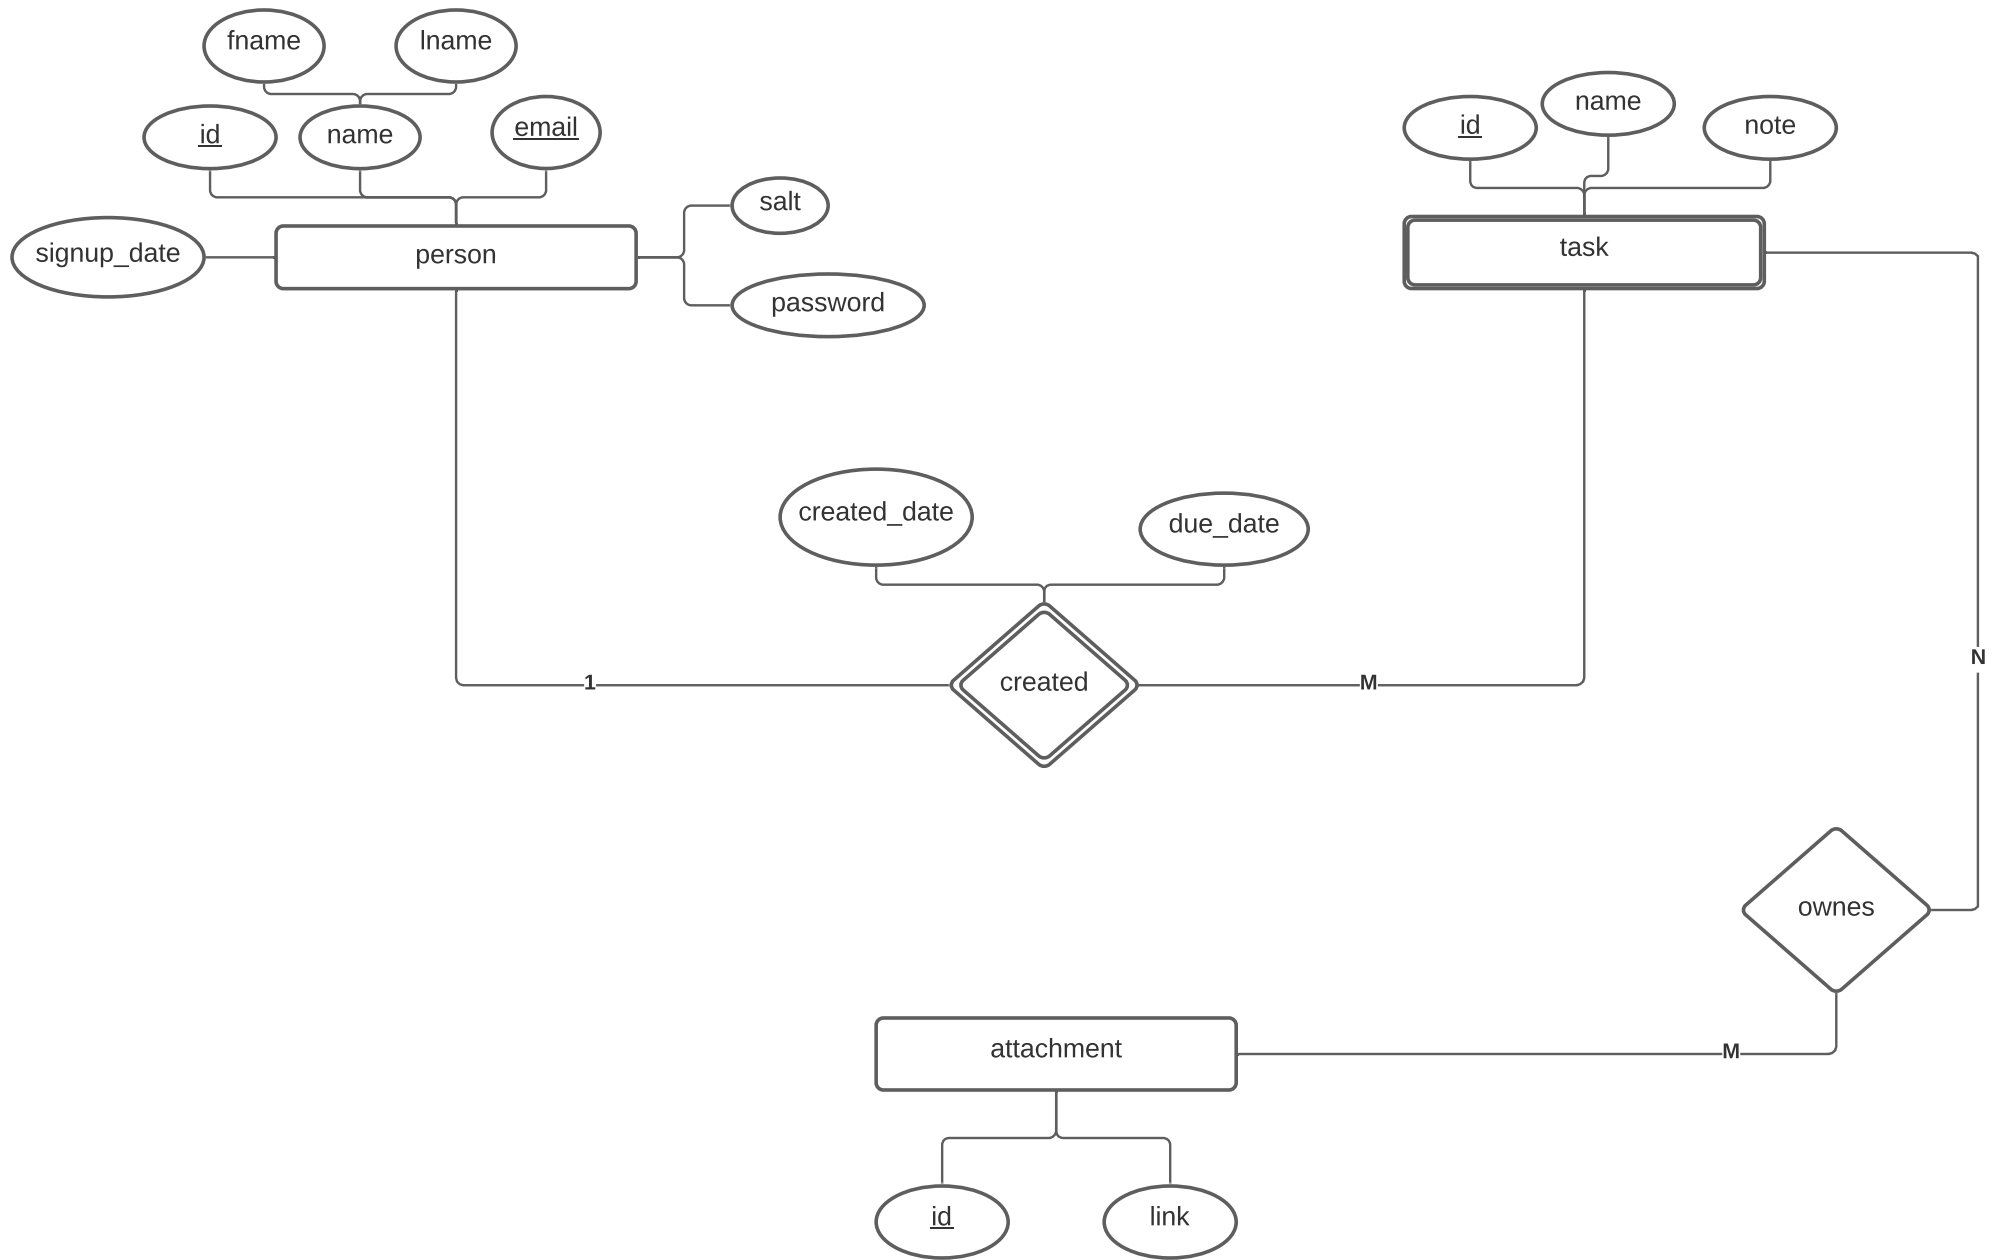 fname
lname
id
name
email
id
name
note
salt
signup_date
person
task
password
created_date
due_date
N
1
created
M
ownes
attachment
M
id
link